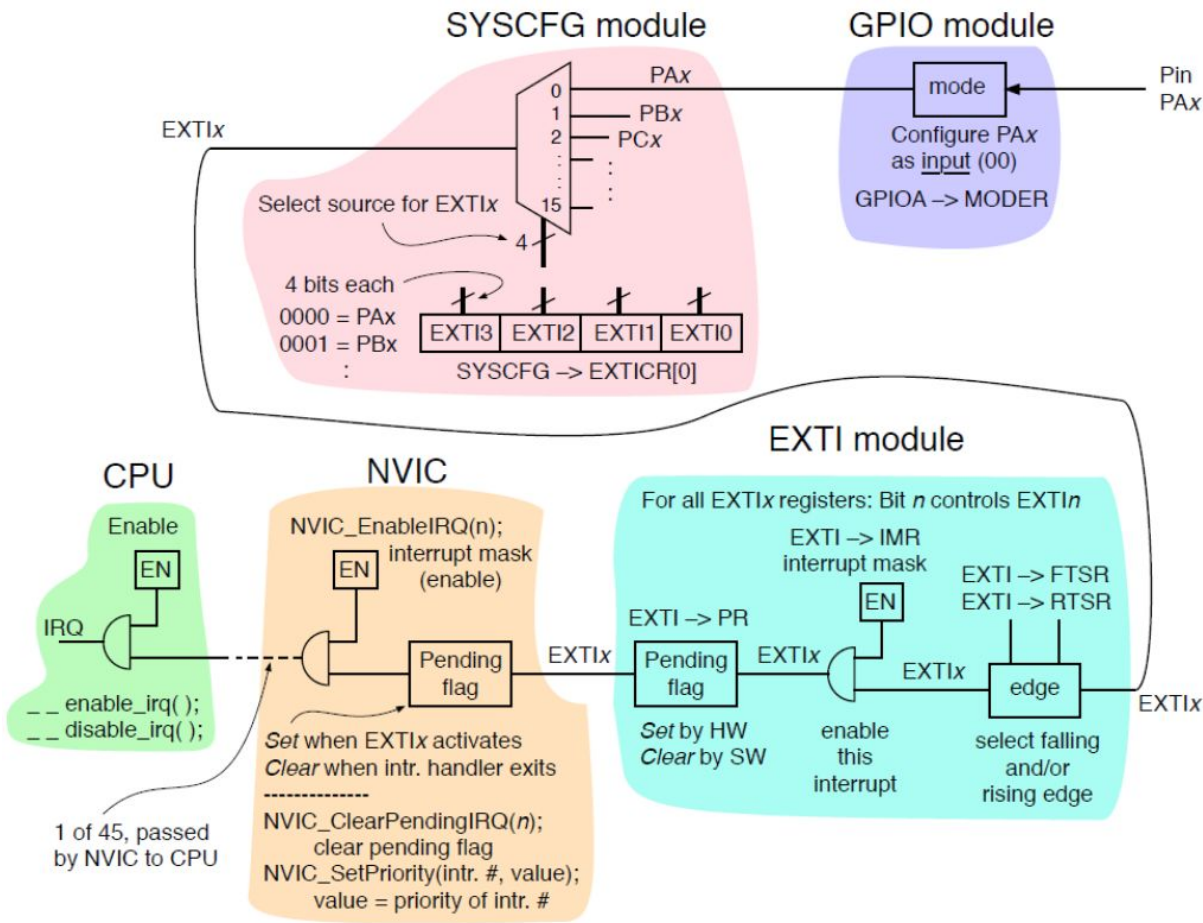 SYSCFG module
GPIO module
0
1
2
:
:
15
PAx
PBx
PCx
:
:
mode
Pin
PAx
Configure PAx
as input (00)
GPIOA –> MODER
EXTIx
Select source for EXTIx
4
4 bits each
0000 = PAx
0001 = PBx
:
EXTI3 EXTI2 EXTI1 EXTI0
SYSCFG –> EXTICR[0]
CPU
Enable
EN
IRQ
_ _ enable_irq( );
_ _ disable_irq( );
NVIC
NVIC_EnableIRQ(n);
interrupt mask
(enable)
EN
Pending
flag
Set when EXTIx activates
Clear when intr. handler exits
--------------
NVIC_ClearPendingIRQ(n);
clear pending flag
NVIC_SetPriority(intr. #, value);
value = priority of intr. #
1 of 45, passed
by NVIC to CPU
EXTIx
EXTI module
For all EXTIx registers: Bit n controls EXTIn
EXTI –> IMR
interrupt mask
EN
EXTI –> FTSR
EXTI –> RTSR
EXTI –> PR
Pending
flag
EXTIx
EXTIx
edge
EXTIx
Set by HW
Clear by SW
enable
this
interrupt
select falling
and/or
rising edge